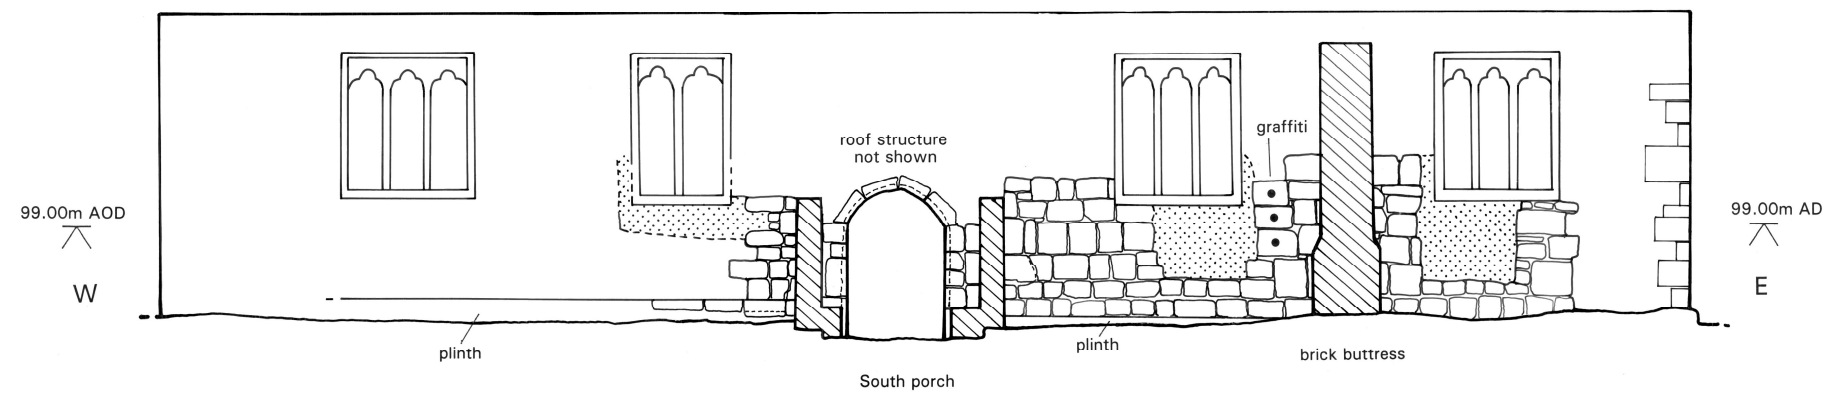 graffiti
roof structure
not shown
99.00m AOD
99.00m AD
W
E
plinth
plinth
brick buttress
South porch